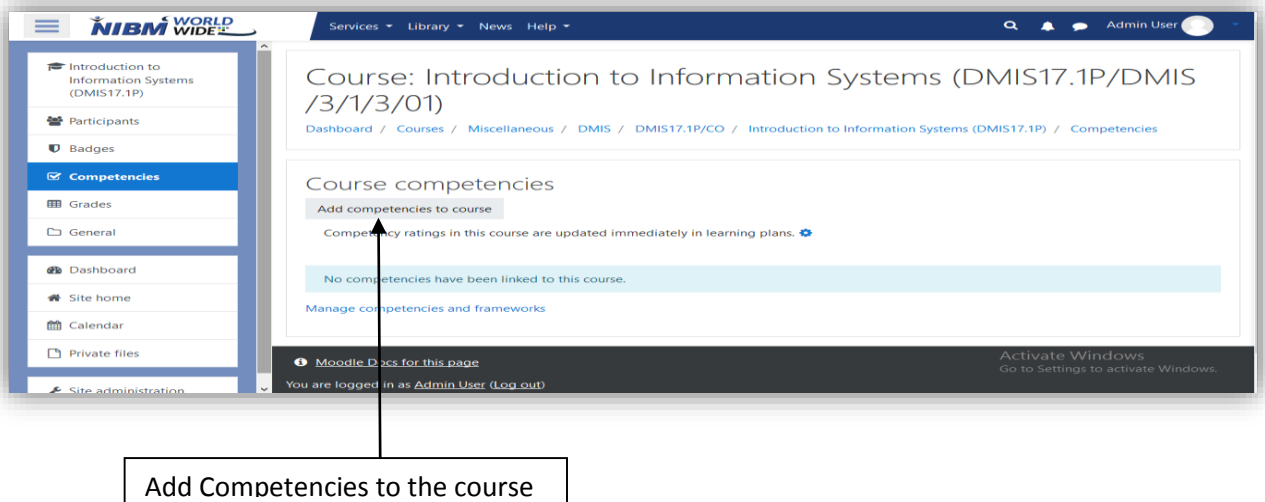 NIBM WORLD WIDE
Services Library News Help
Admin User
Introduction to
Information Systems
(DMIS17.1P)
Participants
Badges
Competencies
Grades
General
Dashboard
Site home
Calendar
Private files
Site administration
Course: Introduction to Information Systems (DMIS17.1P/DMIS
/3/1/3/01)
Dashboard / Courses / Miscellaneous / DMIS / DMIS17.1P/CO / Introduction to Information Systems (DMIS17.1P) / Competencies
Course competencies
Add competencies to course
Competency ratings in this course are updated immediately in learning plans.
No competencies have been linked to this course.
Manage competencies and frameworks
Moodle Docs for this page
You are logged in as Admin User (Log out)
Activate Windows
Go to Settings to activate Windows.
Add Competencies to the course